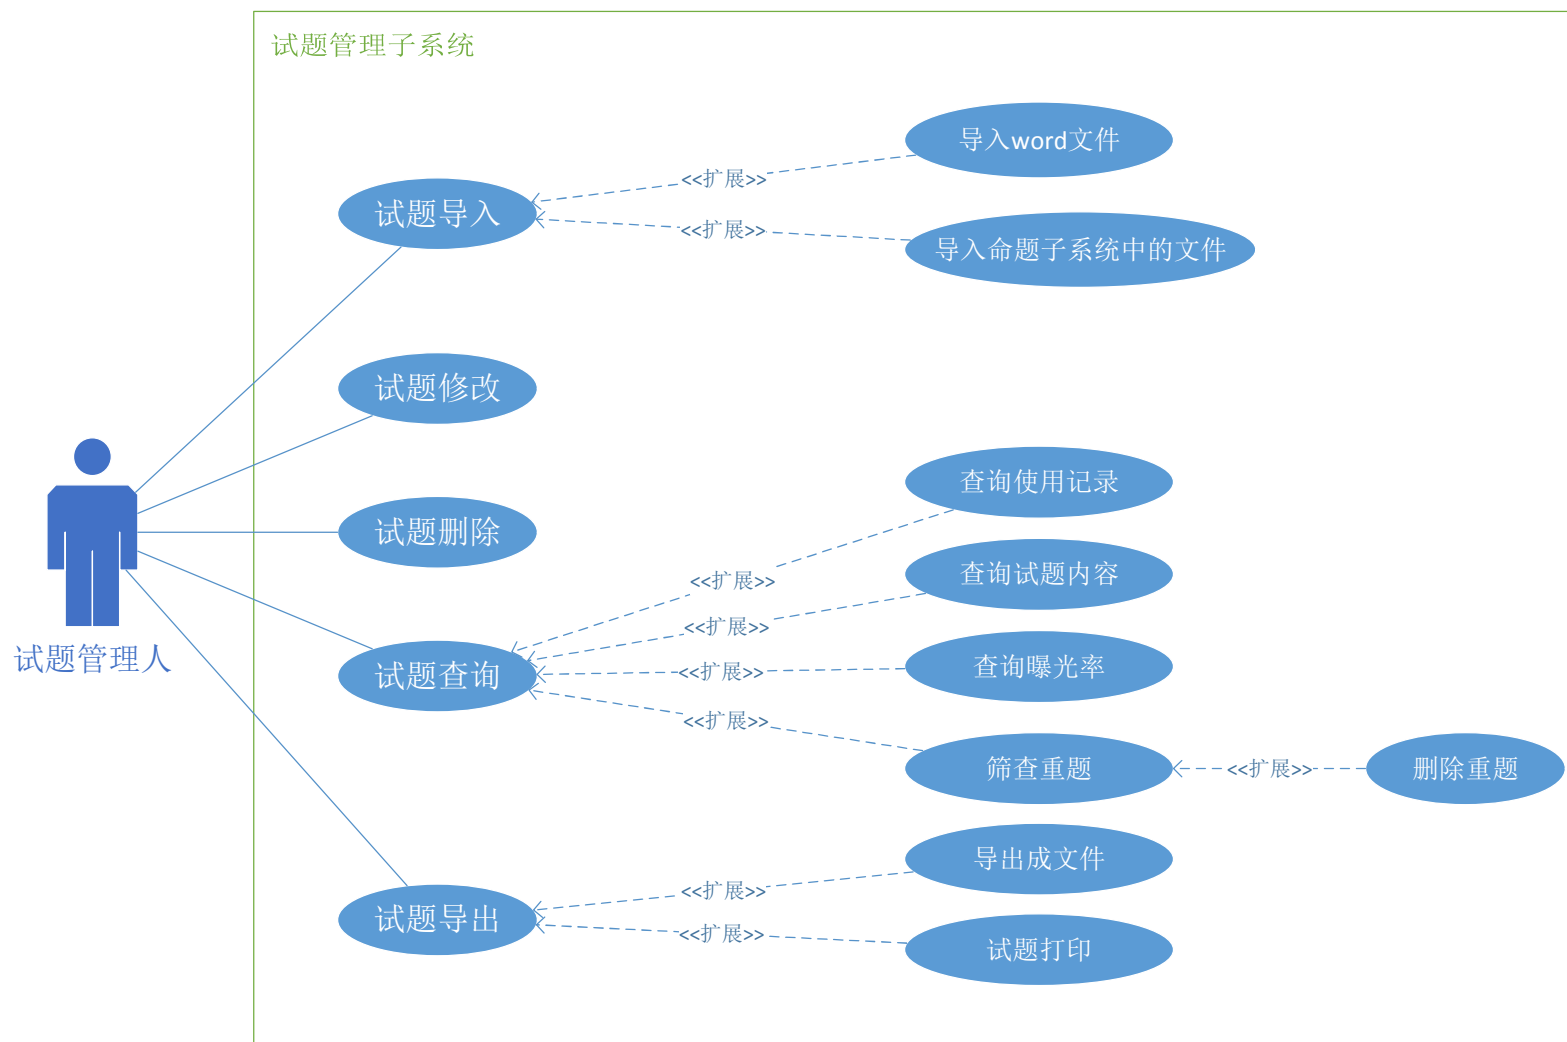 试题管理子系统
导入word文件
<<扩展>>
试题导入
<<扩展>>
导入命题子系统中的文件
试题修改
查询使用记录
试题删除
<<扩展>>
查询试题内容
<<扩展>>
试题管理人
试题查询
<<扩展>>
查询曝光率
<<扩展>>
筛查重题
<<扩展>>
删除重题
导出成文件
<<扩展>>
试题导出
<<扩展>>
试题打印